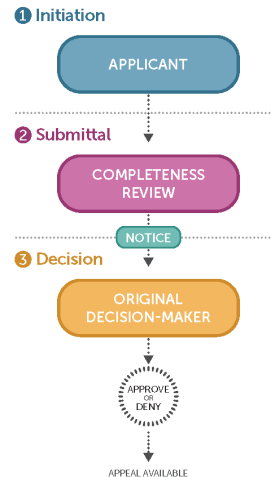 1 Initiation
APPLICANT
2 Submittal
COMPLETENESS
REVIEW
NOTICE
3 Decision
ORIGINAL
DECISION-MAKER
APPROVE
OR
DENY
APPEAL AVAILABLE